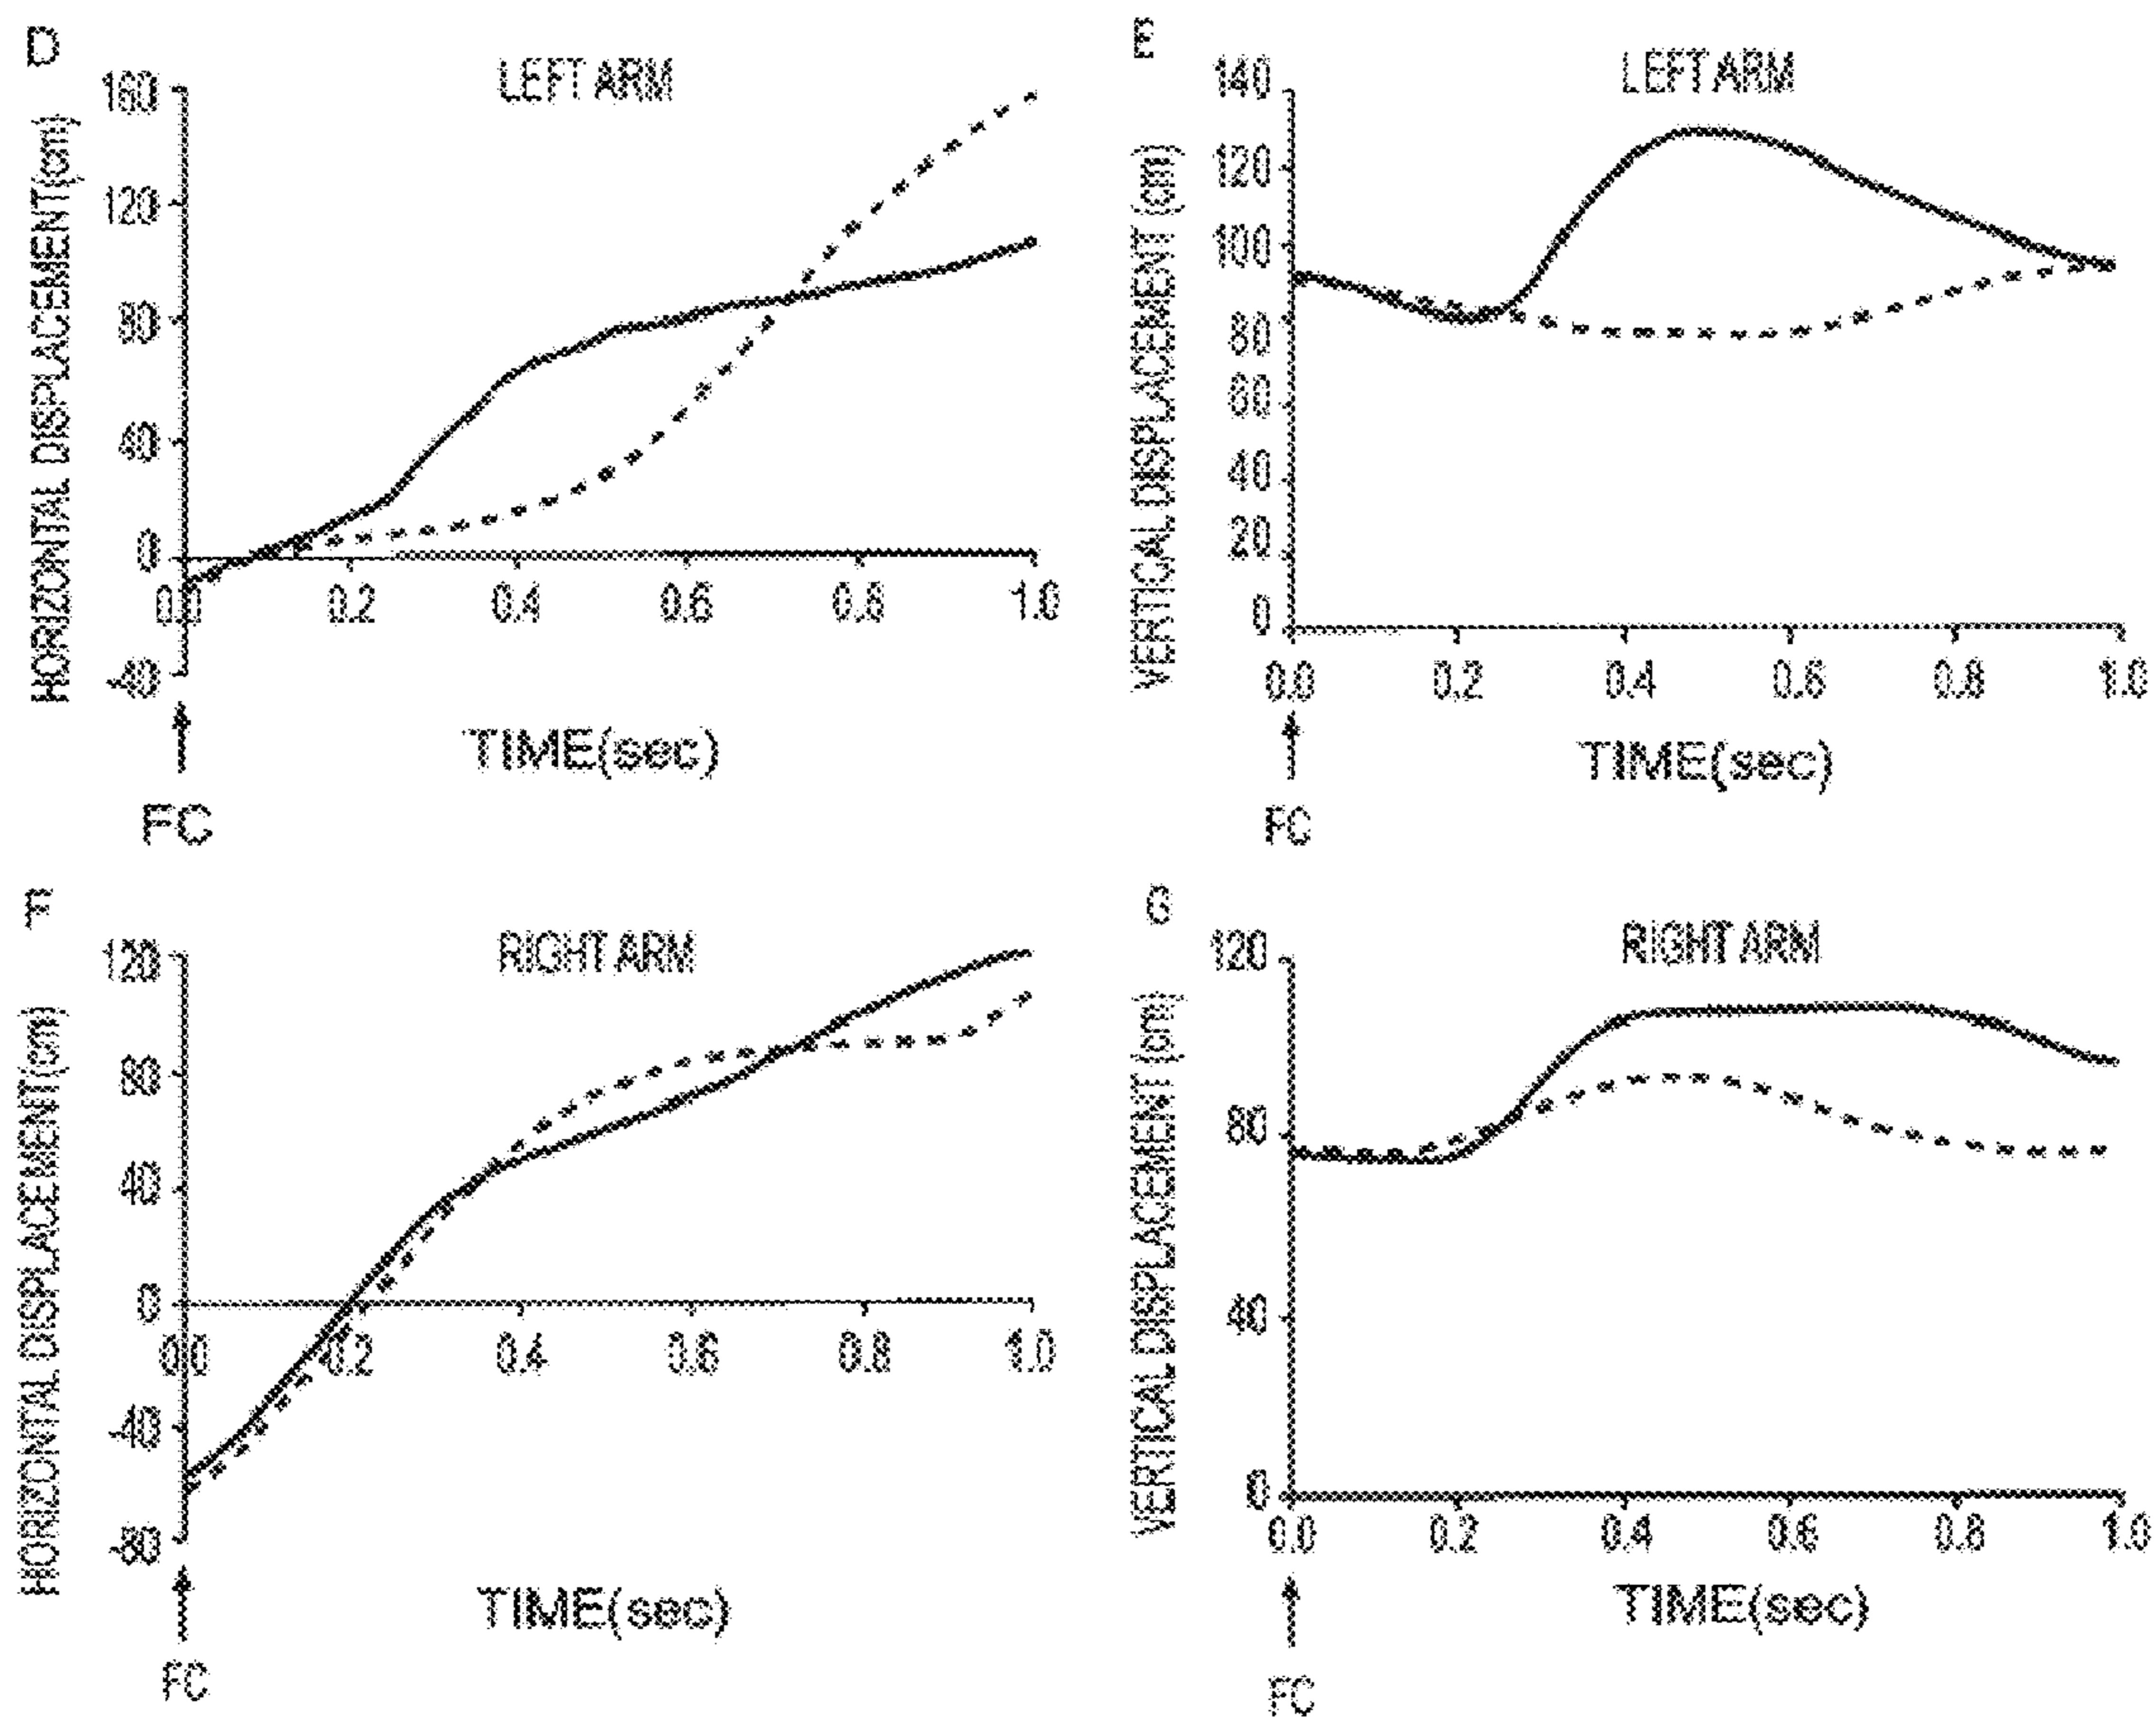 D
LEFT ARM
HORIZONTAL DISPLACEMENT(cm)
160
120
80
40
0
-40
0.0 0.2 0.4 0.6 0.8 1.0
TIME(sec)
FC
E
LEFT ARM
VERTICAL DISPLACEMENT (cm)
140
120
100
80
60
40
20
0
0.0 0.2 0.4 0.6 0.8 1.0
TIME(sec)
FC
F
RIGHT ARM
HORIZONTAL DISPLACEMENT(cm)
120
80
40
0
-40
-80
0.0 0.2 0.4 0.6 0.8 1.0
TIME(sec)
FC
G
RIGHT ARM
VERTICAL DISPLACEMENT (cm)
120
80
40
0
0.0 0.2 0.4 0.6 0.8 1.0
TIME(sec)
FC